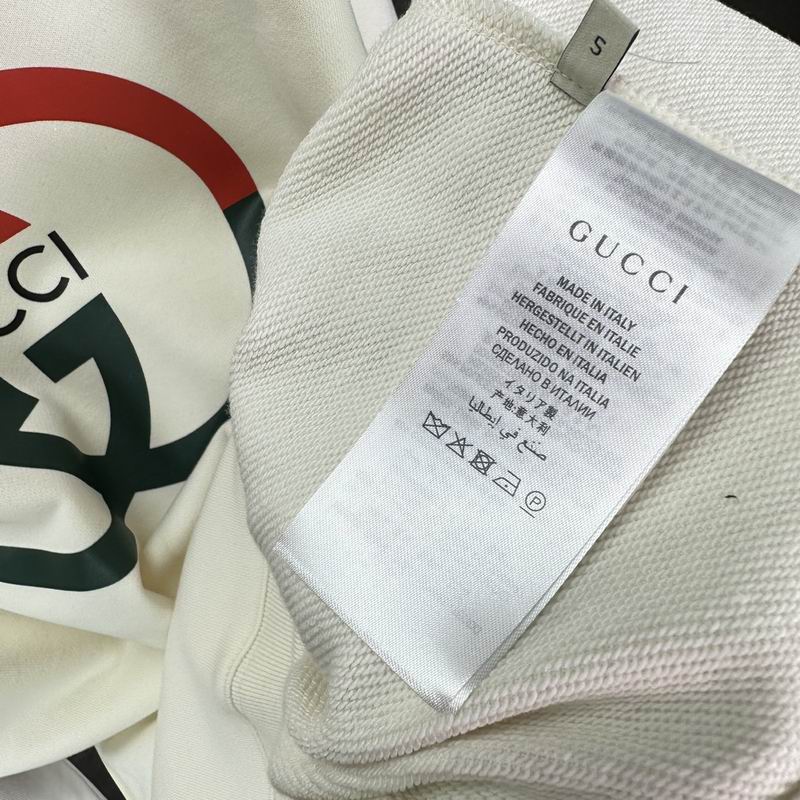 S
GUCCI
MADE IN ITALY
FABRIQUE EN ITALIE
HERGESTELLT IN ITALIEN
HECHO EN ITALIA
PRODUZIDO NA ITALIA
СДЕЛАНО В ИТАЛИИ
イタリア製
产地:意大利
صنع في إيطاليا
P
CCI